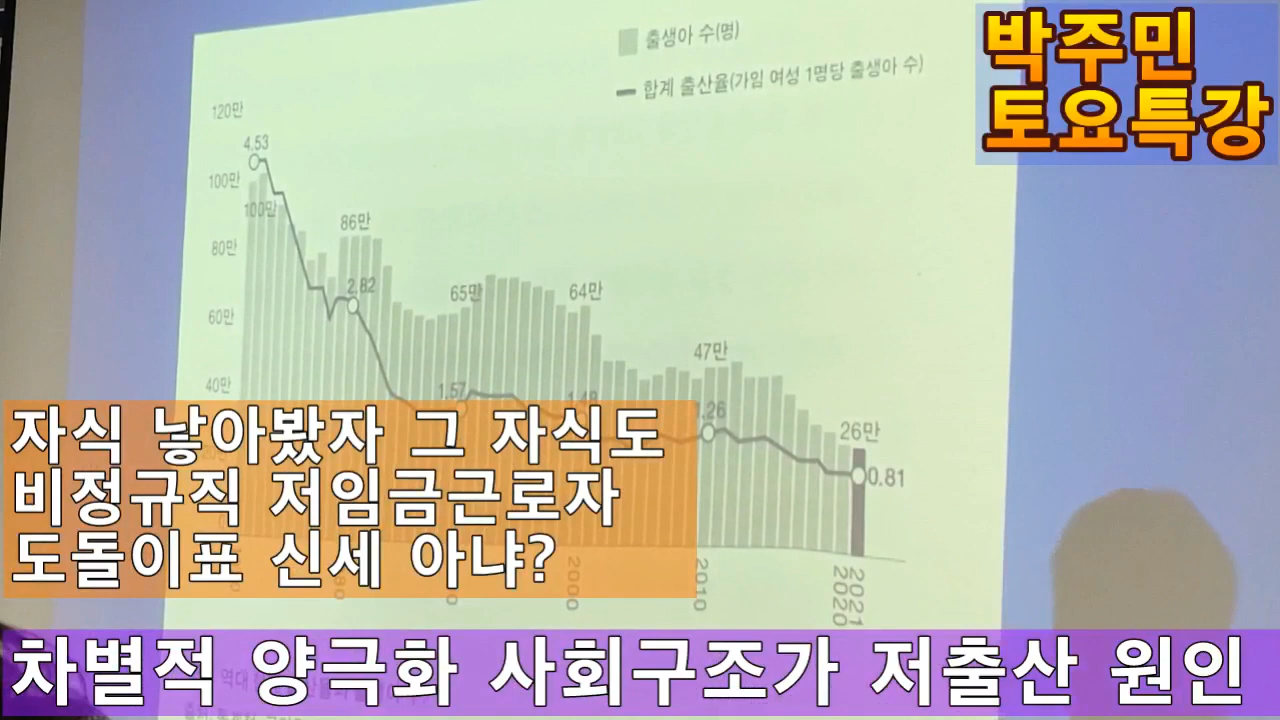 출생아 수(명)
합계 출산율(가임 여성 1명당 출생아 수)
박주민
토요특강
120만
4.53
100만
100만
86만
80만
2.82
65만
64만
60만
47만
40만
1.57
1.48
1.26
26만
0.81
자식 낳아봤자 그 자식도
비정규직 저임금근로자
도돌이표 신세 아냐?
2000
2010
2020
2021
차별적 양극화 사회구조가 저출산 원인
역대